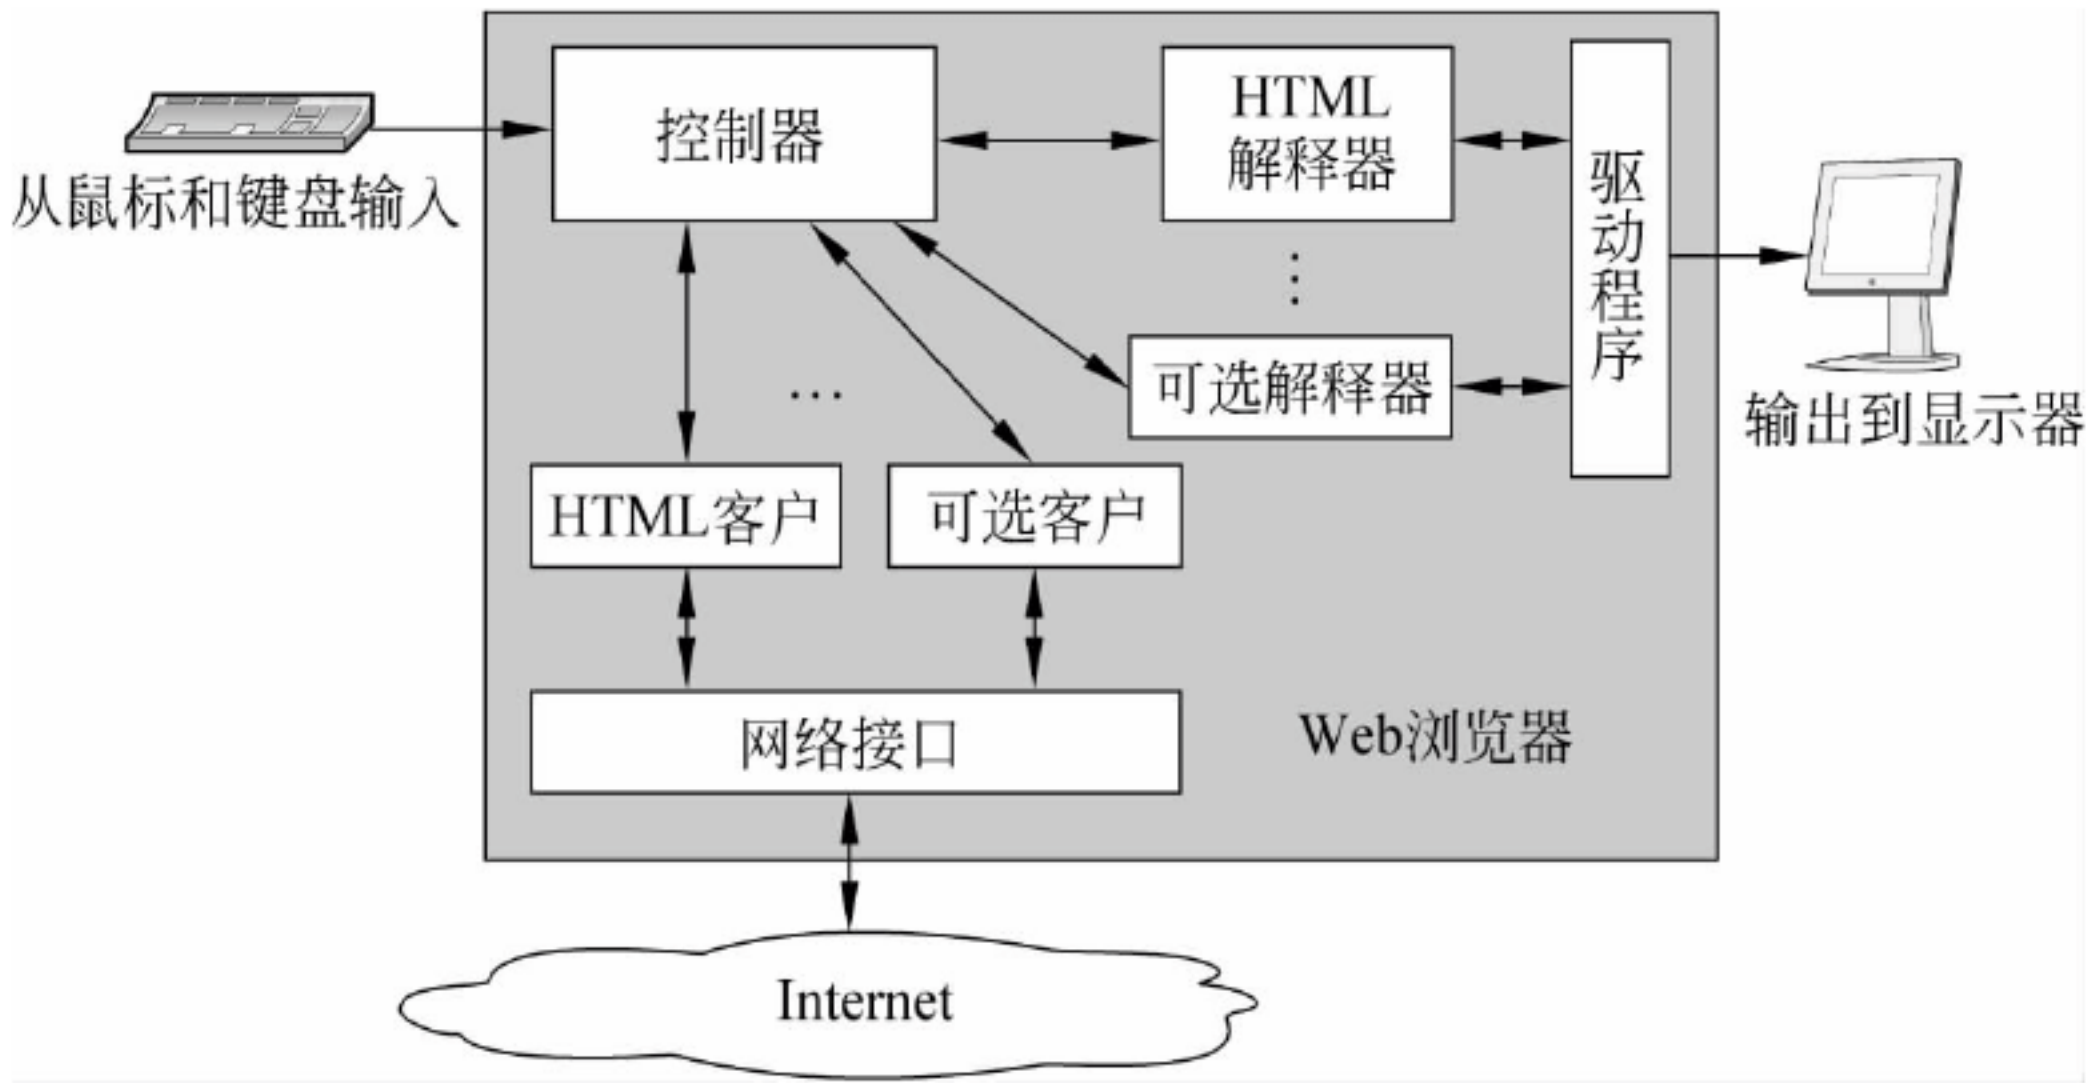 控制器
HTML
解释器
从鼠标和键盘输入
驱动程序
⋮
可选解释器
…
输出到显示器
HTML客户
可选客户
网络接口
Web浏览器
Internet